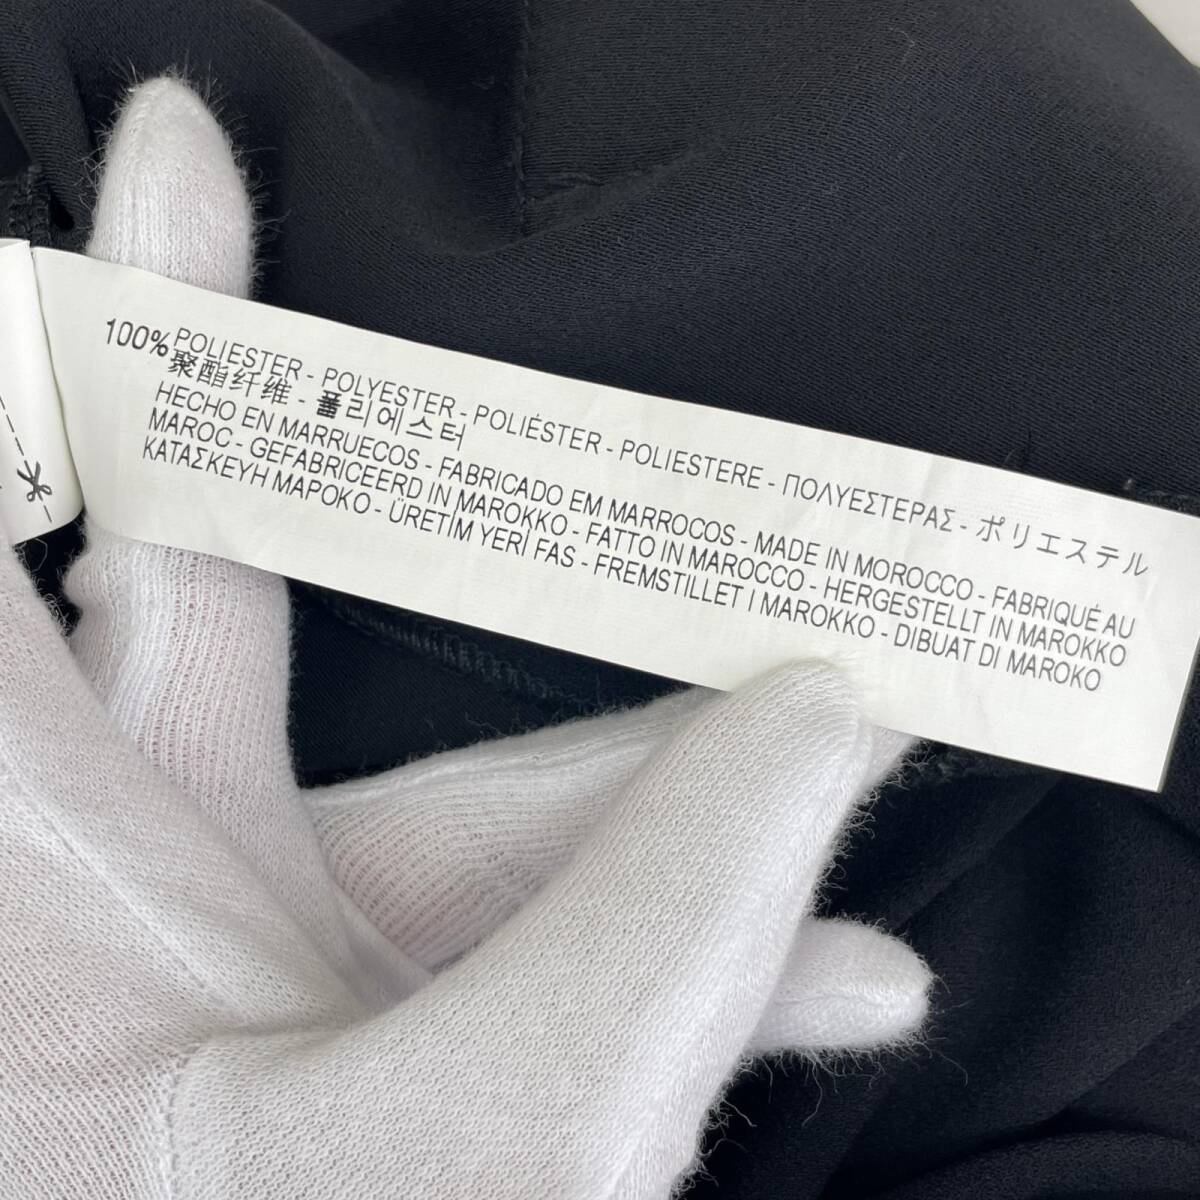 100% POLIESTER - POLYESTER - POLIÉSTER - POLIESTERE - ΠΟΛΥΕΣΤΕΡΑΣ - ポリエステル
聚酯纤维 - 폴리에스터
HECHO EN MARRUECOS - FABRICADO EM MARROCOS - MADE IN MOROCCO - FABRIQUÉ AU
MAROC - GEFABRICEERD IN MAROKKO - FATTO IN MAROCCO - HERGESTELLT IN MAROKKO
ΚΑΤΑΣΚΕΥΗ ΜΑΡΟΚΟ - ÜRETİM YERİ FAS - FREMSTILLET I MAROKKO - DIBUAT DI MAROKO